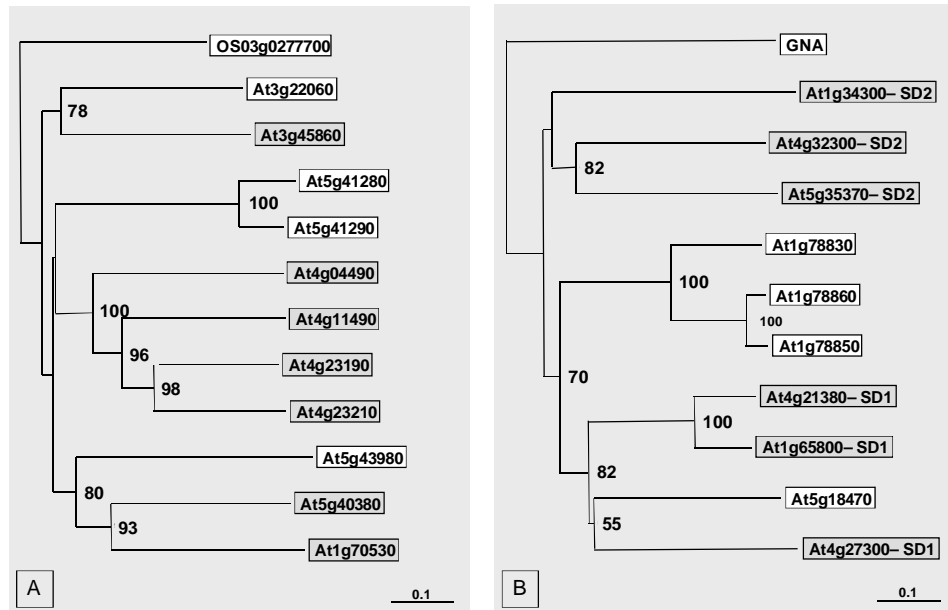 OS03g0277700
At3g22060
78
At3g45860
At5g41280
100
At5g41290
At4g04490
100
At4g11490
96
At4g23190
98
At4g23210
At5g43980
80
At5g40380
93
At1g70530
A
0.1
GNA
At1g34300– SD2
At4g32300– SD2
82
At5g35370– SD2
At1g78830
100
At1g78860
100
At1g78850
70
At4g21380– SD1
100
At1g65800– SD1
82
At5g18470
55
At4g27300– SD1
B
0.1